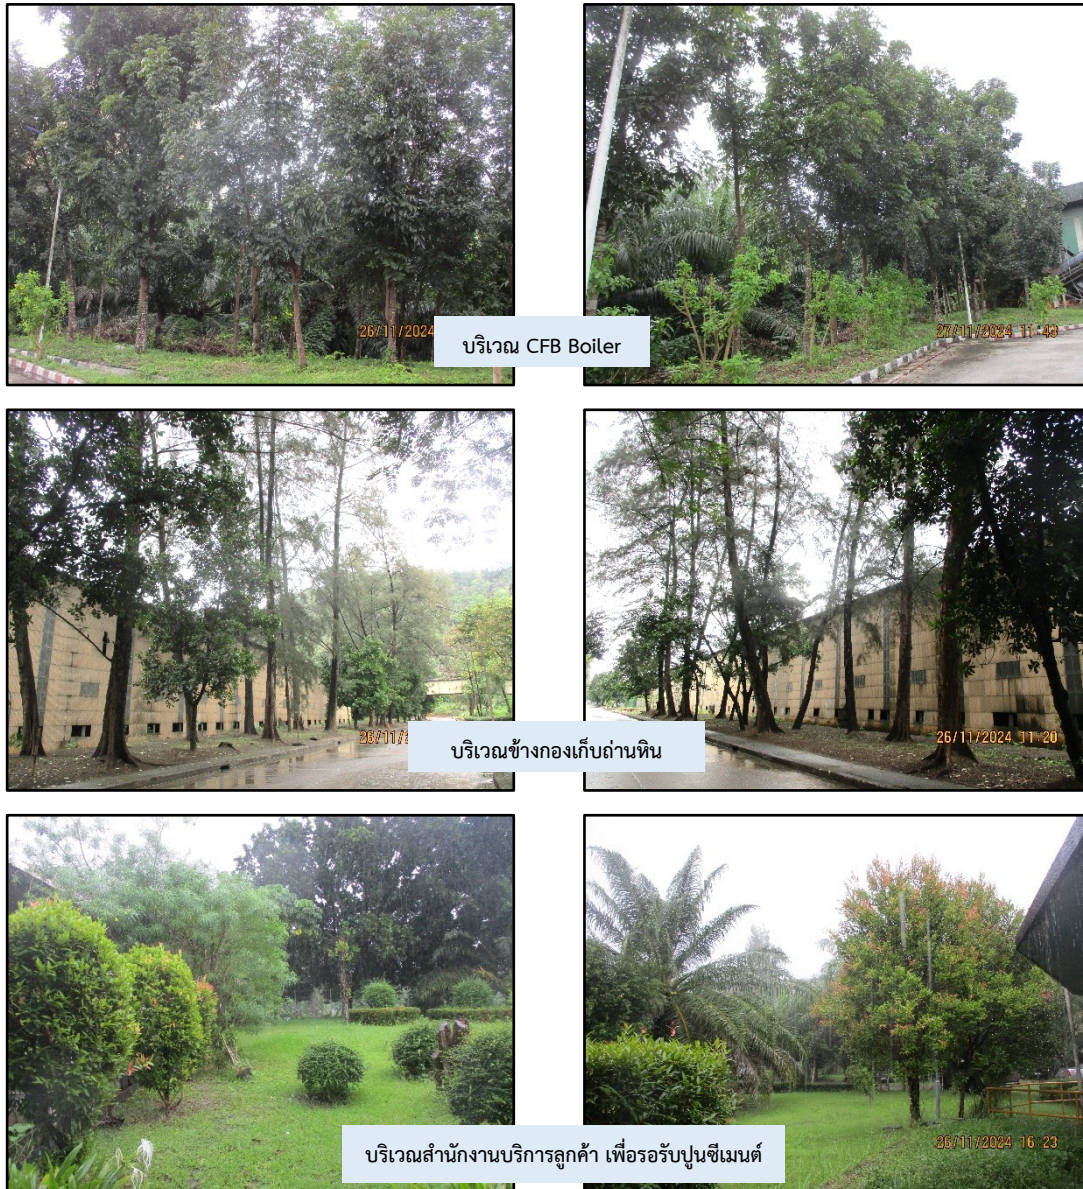 26/11/2024
27/11/2024 11:43
บริเวณ CFB Boiler
26/11/2
26/11/2024 11:20
บริเวณข้างกองเก็บถ่านหิน
26/11/2024 16:23
บริเวณสำนักงานบริการลูกค้า เพื่อรอรับปูนซีเมนต์